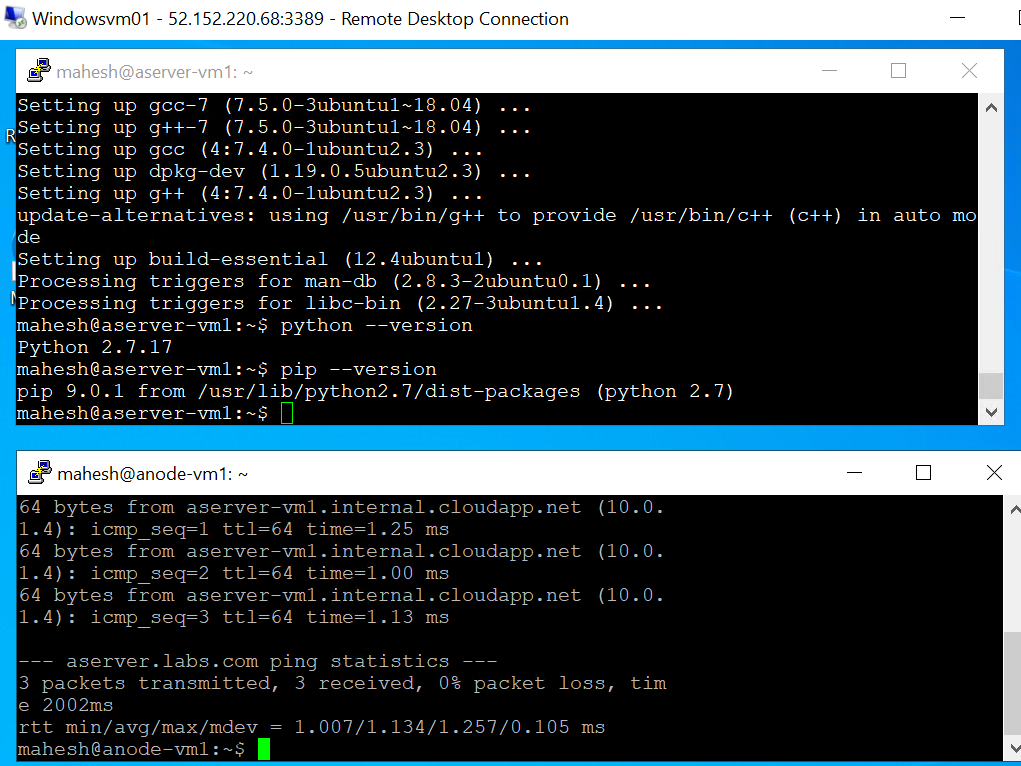 Windowsvm01 - 52.152.220.68:3389 - Remote Desktop Connection
mahesh@aserver-vm1: ~
Setting up gcc-7 (7.5.0-3ubuntu1~18.04) ...
Setting up g++-7 (7.5.0-3ubuntu1~18.04) ...
Setting up gcc (4:7.4.0-1ubuntu2.3) ...
Setting up dpkg-dev (1.19.0.5ubuntu2.3) ...
Setting up g++ (4:7.4.0-1ubuntu2.3) ...
update-alternatives: using /usr/bin/g++ to provide /usr/bin/c++ (c++) in auto mo
de
Setting up build-essential (12.4ubuntu1) ...
Processing triggers for man-db (2.8.3-2ubuntu0.1) ...
Processing triggers for libc-bin (2.27-3ubuntu1.4) ...
mahesh@aserver-vm1:~$ python --version
Python 2.7.17
mahesh@aserver-vm1:~$ pip --version
pip 9.0.1 from /usr/lib/python2.7/dist-packages (python 2.7)
mahesh@aserver-vm1:~$
mahesh@anode-vm1: ~
64 bytes from aserver-vm1.internal.cloudapp.net (10.0.
1.4): icmp_seq=1 ttl=64 time=1.25 ms
64 bytes from aserver-vm1.internal.cloudapp.net (10.0.
1.4): icmp_seq=2 ttl=64 time=1.00 ms
64 bytes from aserver-vm1.internal.cloudapp.net (10.0.
1.4): icmp_seq=3 ttl=64 time=1.13 ms
--- aserver.labs.com ping statistics ---
3 packets transmitted, 3 received, 0% packet loss, tim
e 2002ms
rtt min/avg/max/mdev = 1.007/1.134/1.257/0.105 ms
mahesh@anode-vm1:~$